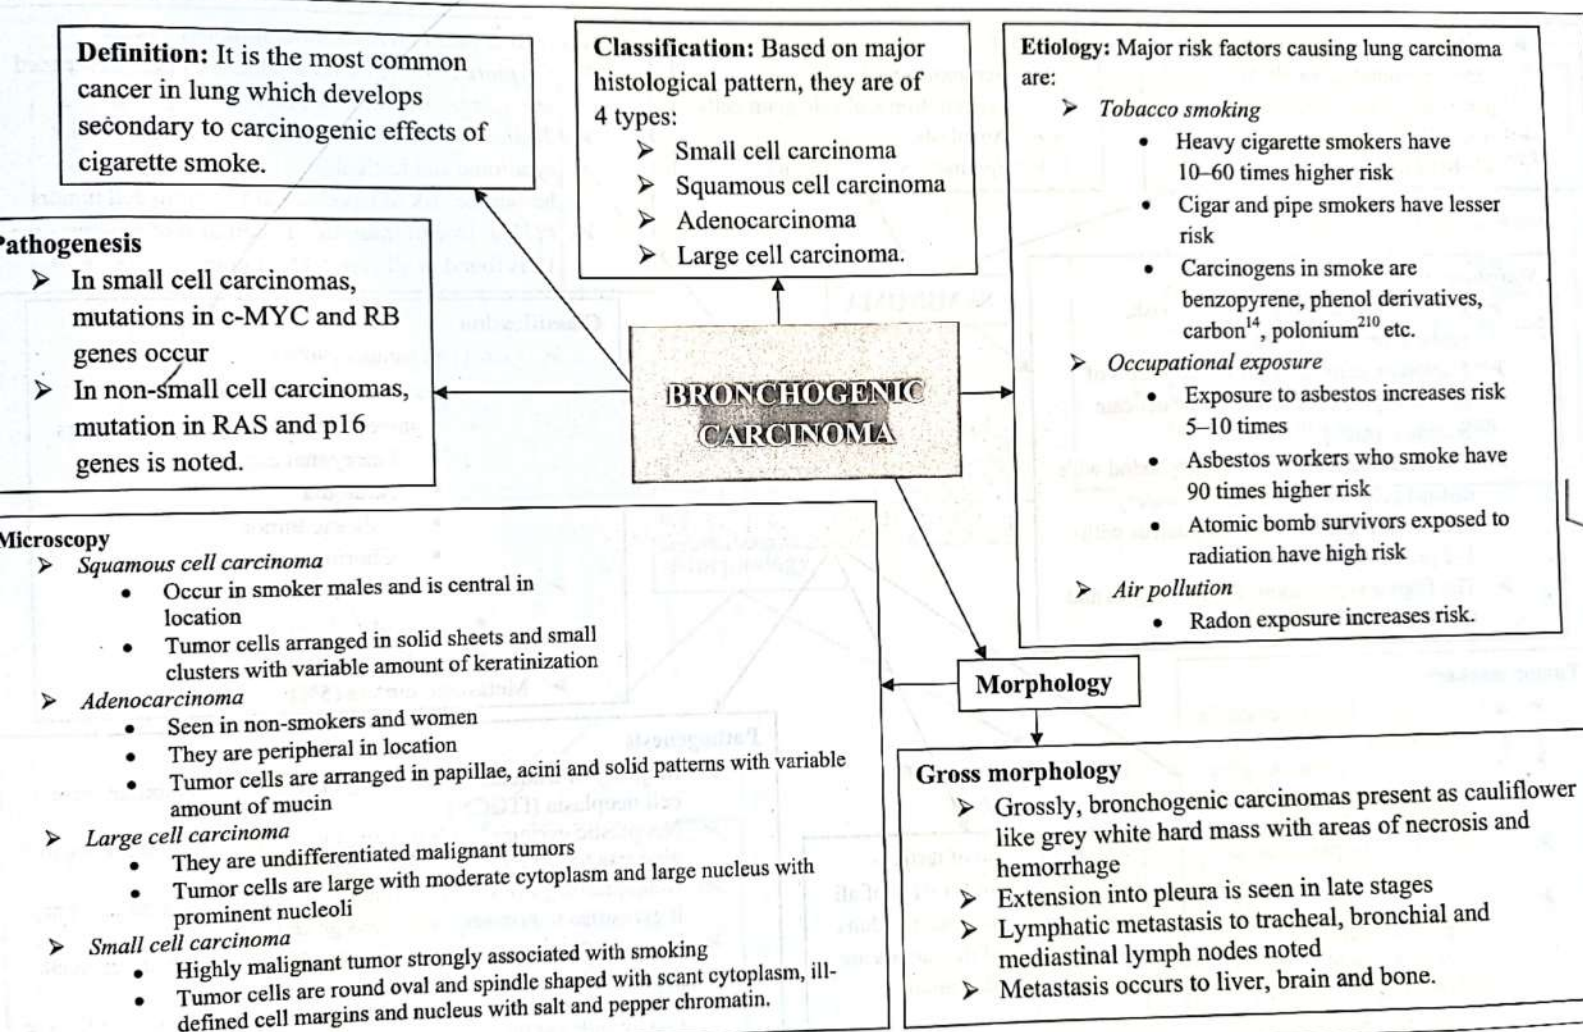 Definition: It is the most common
cancer in lung which develops
secondary to carcinogenic effects of
cigarette smoke.
Classification: Based on major
histological pattern, they are of
4 types:
➤ Small cell carcinoma
➤ Squamous cell carcinoma
➤ Adenocarcinoma
➤ Large cell carcinoma.
Etiology: Major risk factors causing lung carcinoma
are:
➤ Tobacco smoking
• Heavy cigarette smokers have
10–60 times higher risk
• Cigar and pipe smokers have lesser
risk
• Carcinogens in smoke are
benzopyrene, phenol derivatives,
carbon¹⁴, polonium²¹⁰ etc.
➤ Occupational exposure
• Exposure to asbestos increases risk
5–10 times
• Asbestos workers who smoke have
90 times higher risk
• Atomic bomb survivors exposed to
radiation have high risk
➤ Air pollution
• Radon exposure increases risk.
Pathogenesis
➤ In small cell carcinomas,
mutations in c-MYC and RB
genes occur
➤ In non-small cell carcinomas,
mutation in RAS and p16
genes is noted.
BRONCHOGENIC
CARCINOMA
Morphology
Microscopy
➤ Squamous cell carcinoma
• Occur in smoker males and is central in
location
• Tumor cells arranged in solid sheets and small
clusters with variable amount of keratinization
➤ Adenocarcinoma
• Seen in non-smokers and women
• They are peripheral in location
• Tumor cells are arranged in papillae, acini and solid patterns with variable
amount of mucin
➤ Large cell carcinoma
• They are undifferentiated malignant tumors
• Tumor cells are large with moderate cytoplasm and large nucleus with
prominent nucleoli
➤ Small cell carcinoma
• Highly malignant tumor strongly associated with smoking
• Tumor cells are round oval and spindle shaped with scant cytoplasm, ill-
defined cell margins and nucleus with salt and pepper chromatin.
Gross morphology
➤ Grossly, bronchogenic carcinomas present as cauliflower
like grey white hard mass with areas of necrosis and
hemorrhage
➤ Extension into pleura is seen in late stages
➤ Lymphatic metastasis to tracheal, bronchial and
mediastinal lymph nodes noted
➤ Metastasis occurs to liver, brain and bone.